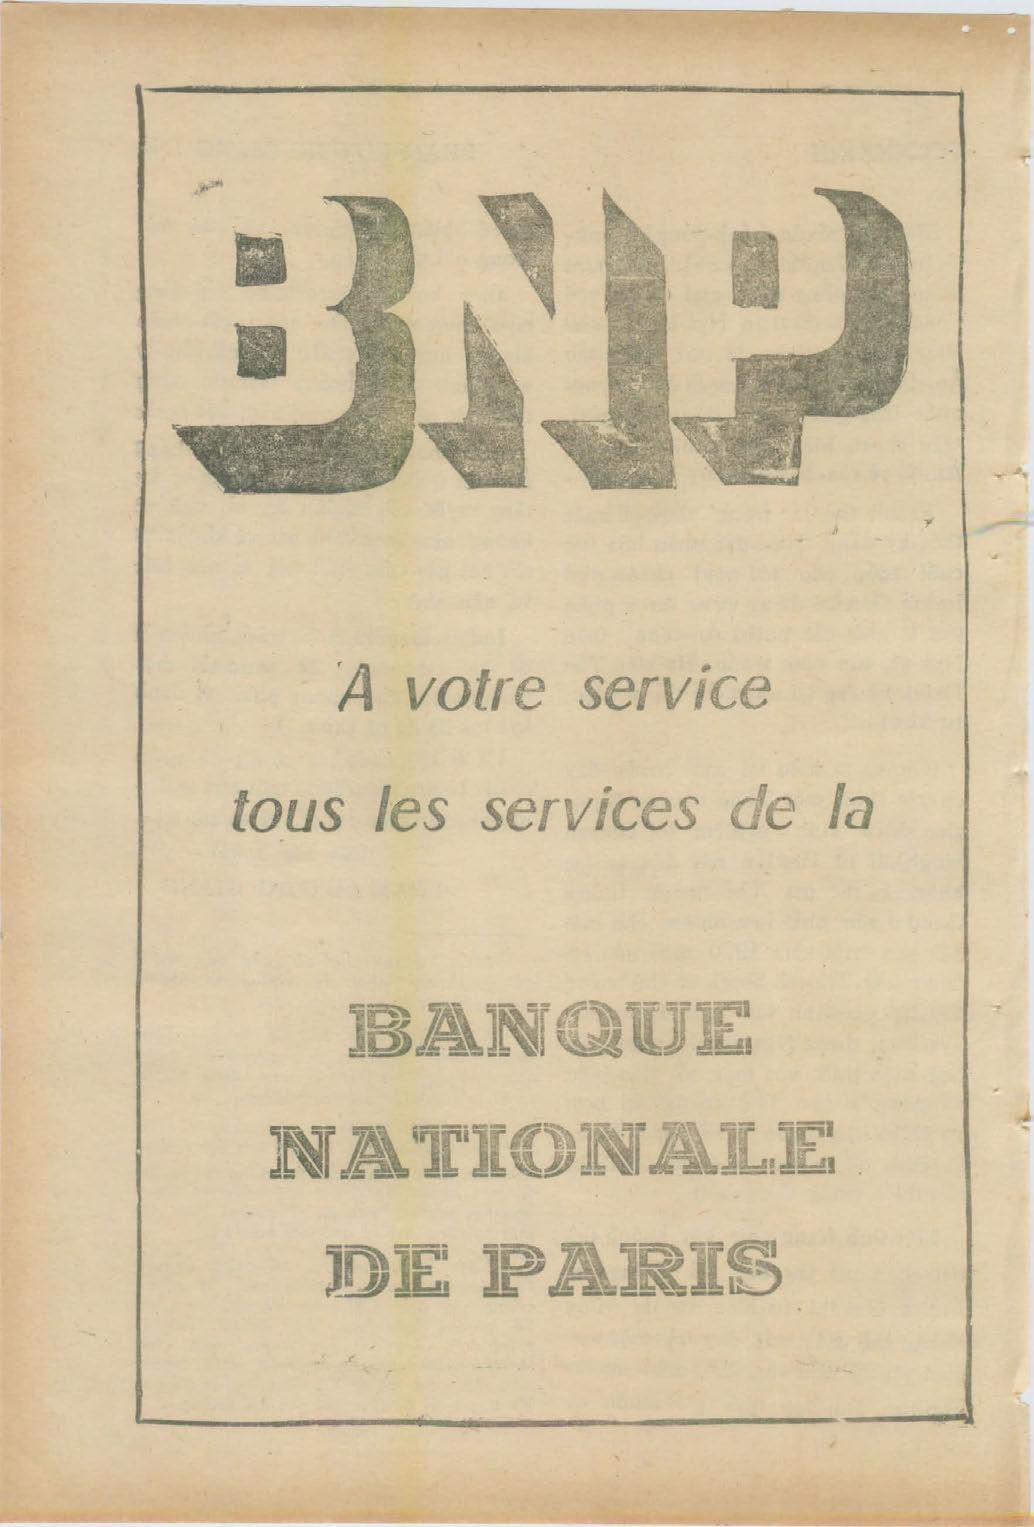 BNP
A votre service
tous les services de la
BANQUE
NATIONALE
DE PARIS